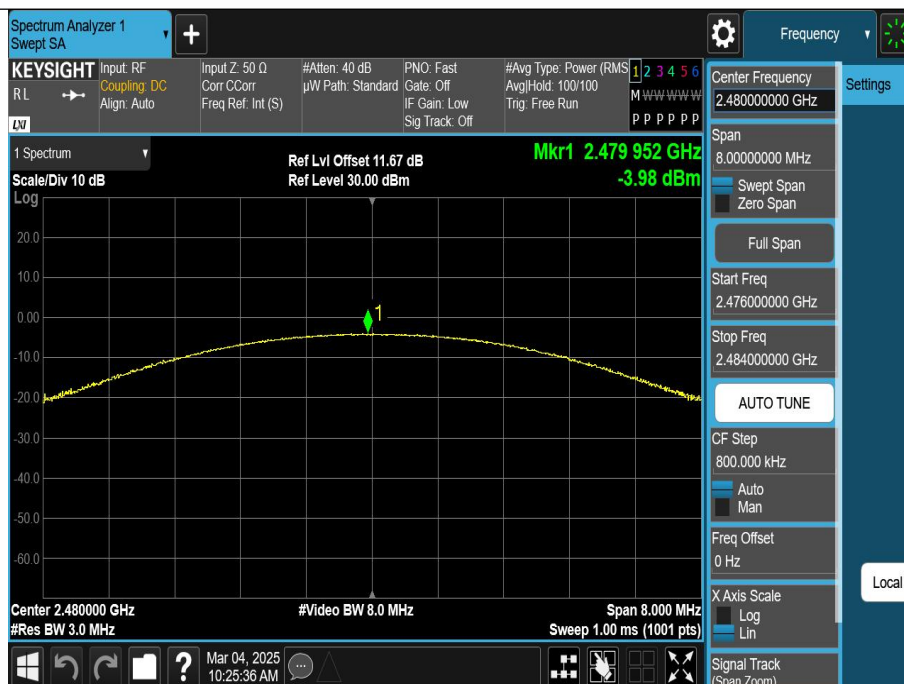 Spectrum Analyzer 1
Swept SA
+
Frequency
KEYSIGHT
RL
LXI
Input: RF
Coupling: DC
Align: Auto
Input Z: 50 Ω
Corr CCorr
Freq Ref: Int (S)
#Atten: 40 dB
µW Path: Standard
PNO: Fast
Gate: Off
IF Gain: Low
Sig Track: Off
#Avg Type: Power (RMS
Avg|Hold: 100/100
Trig: Free Run
1 2 3 4 5 6
M W W W W W
P P P P P P
1 Spectrum
Scale/Div 10 dB
Ref Lvl Offset 11.67 dB
Ref Level 30.00 dBm
Mkr1 2.479 952 GHz
-3.98 dBm
Log
20.0
10.0
0.00
-10.0
-20.0
-30.0
-40.0
-50.0
-60.0
1
Center 2.480000 GHz
#Res BW 3.0 MHz
#Video BW 8.0 MHz
Span 8.000 MHz
Sweep 1.00 ms (1001 pts)
?
Mar 04, 2025
10:25:36 AM
Center Frequency
2.480000000 GHz
Span
8.00000000 MHz
Swept Span
Zero Span
Full Span
Start Freq
2.476000000 GHz
Stop Freq
2.484000000 GHz
AUTO TUNE
CF Step
800.000 kHz
Auto
Man
Freq Offset
0 Hz
X Axis Scale
Log
Lin
Signal Track
(Span Zoom)
Settings
Local